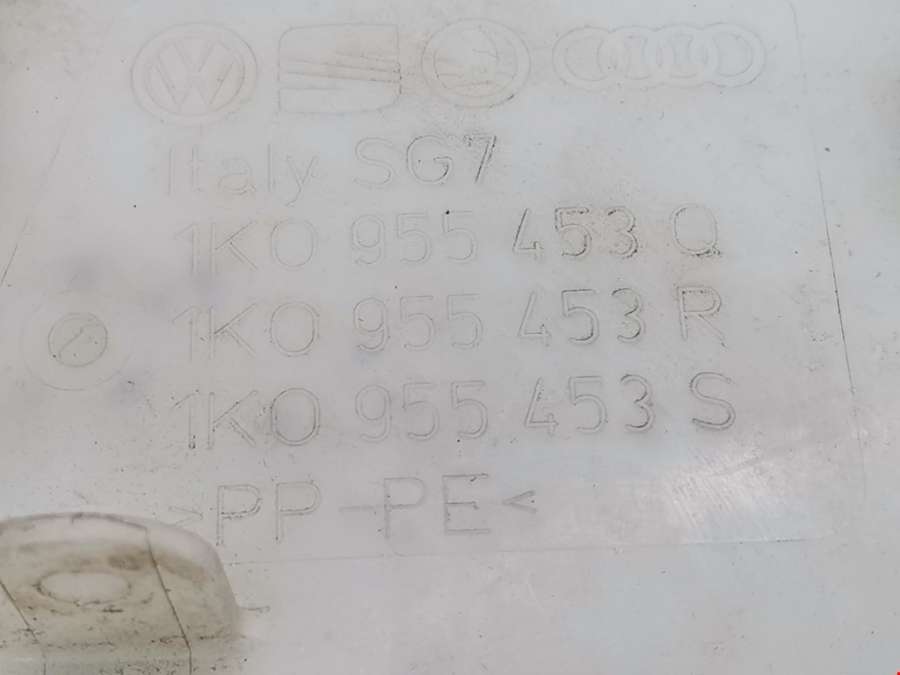 Italy SG7
1K0 955 453 Q
1K0 955 453 R
1K0 955 453 S
>PP-PE<